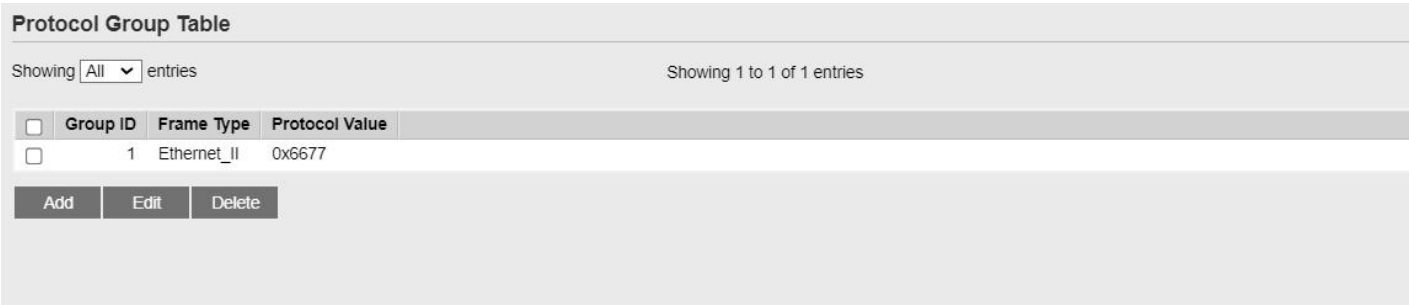 Protocol Group Table
Showing All entries
Showing 1 to 1 of 1 entries
Group ID Frame Type Protocol Value
1 Ethernet_II 0x6677
Add Edit Delete